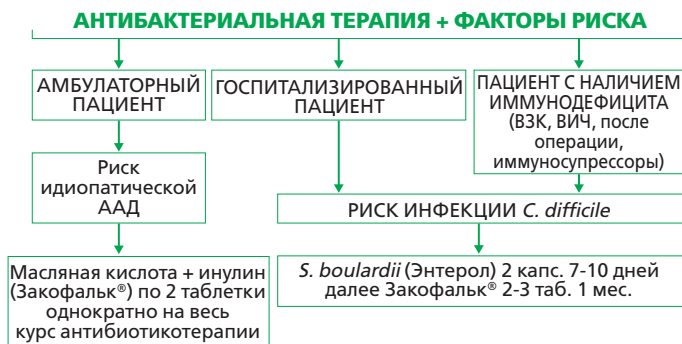 АНТИБАКТЕРИАЛЬНАЯ ТЕРАПИЯ + ФАКТОРЫ РИСКА
АМБУЛАТОРНЫЙ
ПАЦИЕНТ
ГОСПИТАЛИЗИРОВАННЫЙ
ПАЦИЕНТ
ПАЦИЕНТ С НАЛИЧИЕМ
ИММУНОДЕФИЦИТА
(ВЗК, ВИЧ, после
операции,
иммуносупрессоры)
Риск
идиопатической
ААД
РИСК ИНФЕКЦИИ C. difficile
Масляная кислота + инулин
(Закофальк®) по 2 таблетки
однократно на весь
курс антибиотикотерапии
S. boulardii (Энтерол) 2 капс. 7-10 дней
далее Закофальк® 2-3 таб. 1 мес.